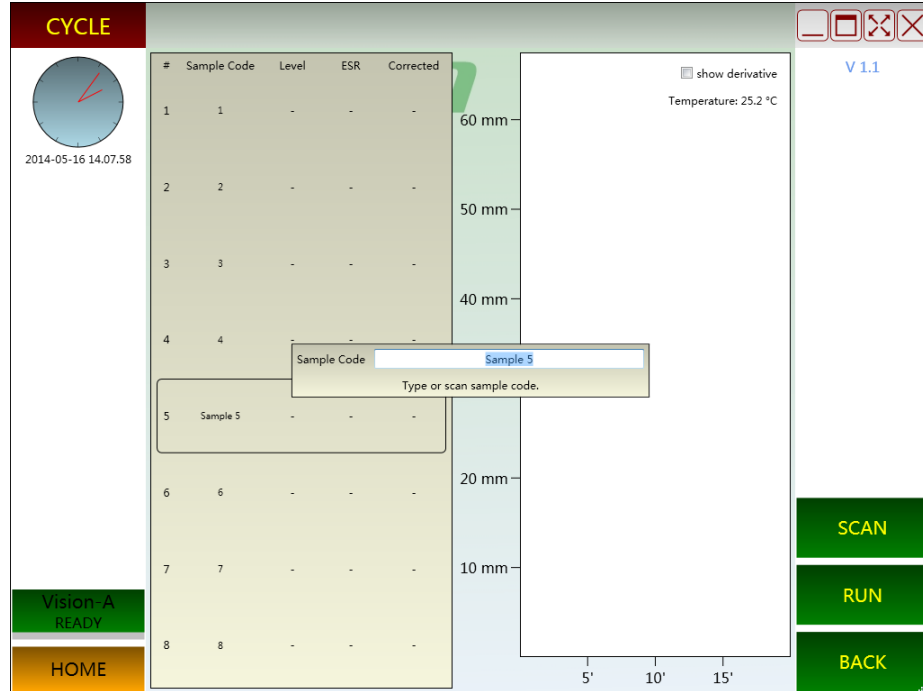 CYCLE
2014-05-16 14.07.58
# Sample Code Level ESR Corrected
1 1 - - -
2 2 - - -
3 3 - - -
4 4 - - -
5 Sample 5 - - -
6 6 - - -
7 7 - - -
8 8 - - -
Sample Code Sample 5
Type or scan sample code.
60 mm
50 mm
40 mm
20 mm
10 mm
show derivative
Temperature: 25.2 °C
5' 10' 15'
V 1.1
SCAN
RUN
BACK
Vision-A
READY
HOME